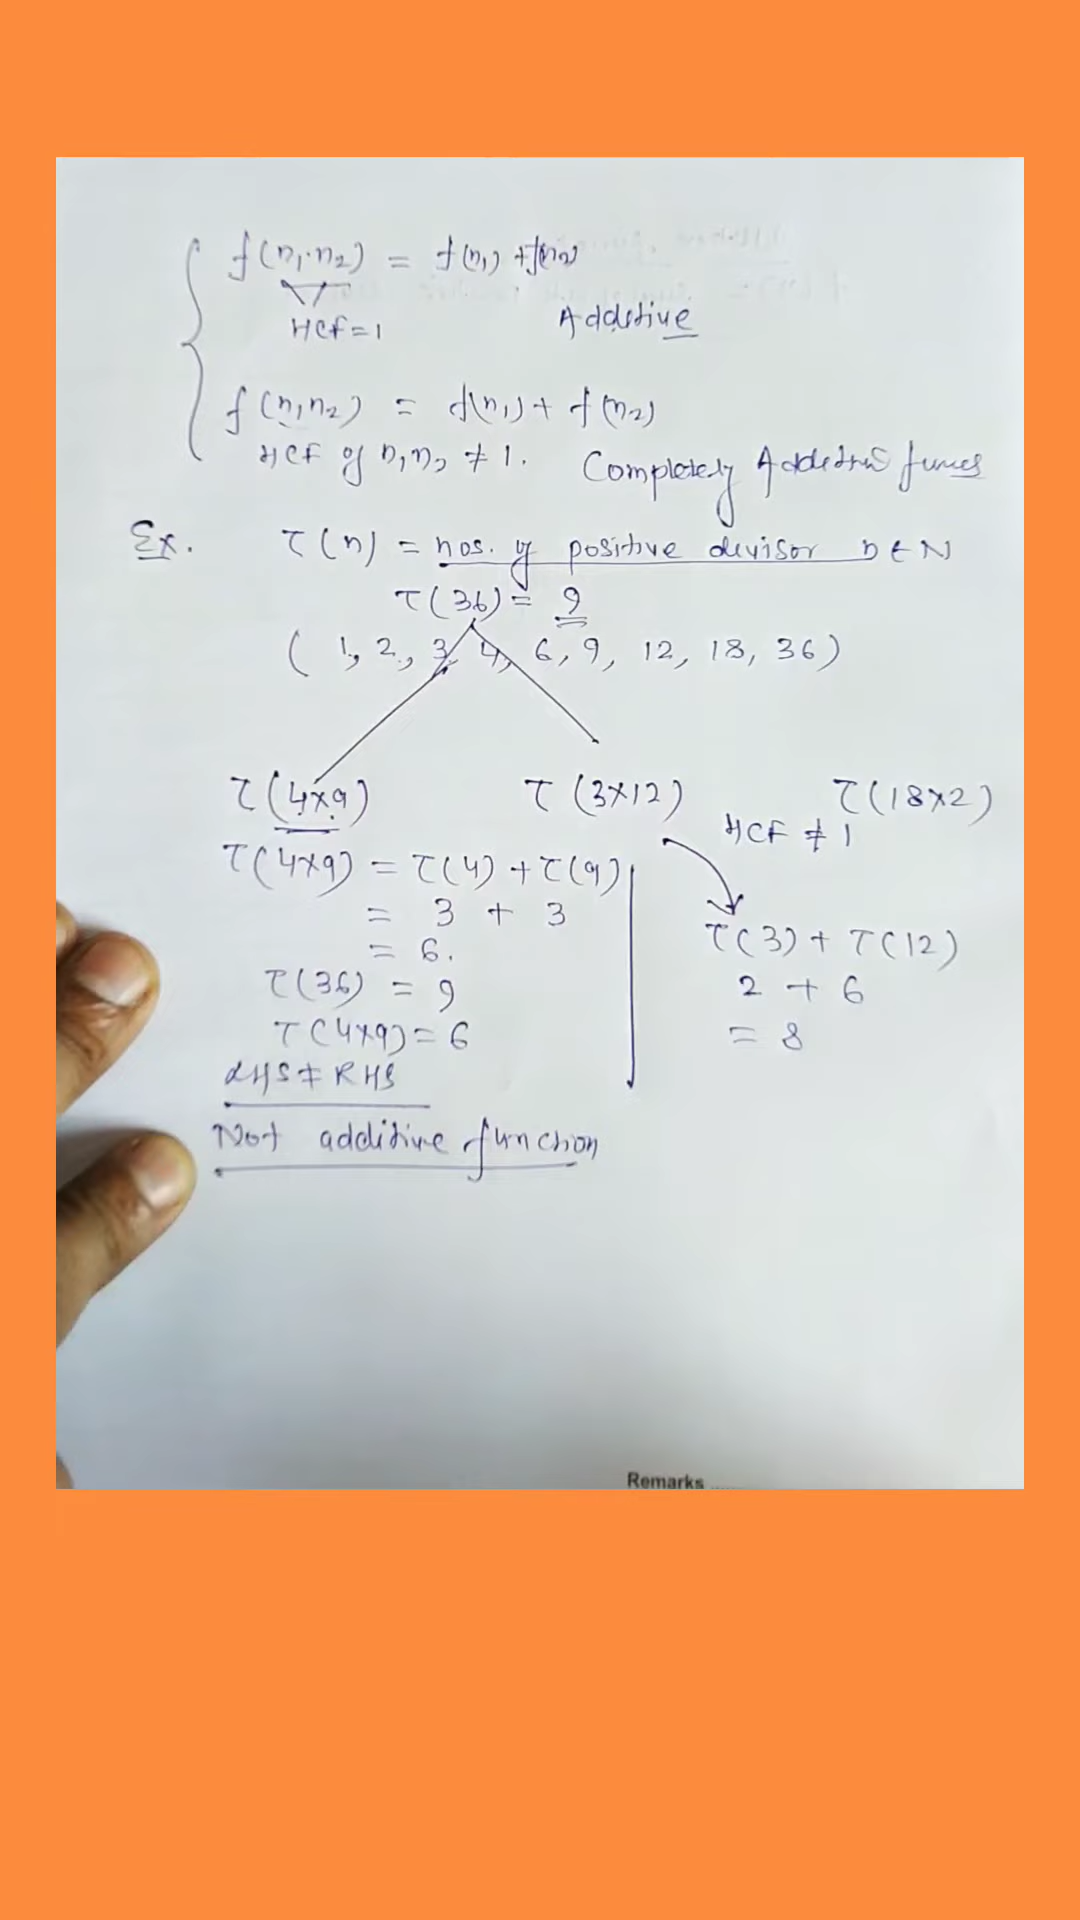 f(n₁.n₂) = f(n₁) + f(n₂)
HCF=1
Additive
f(n₁n₂) = f(n₁) + f(n₂)
HCF of n₁n₂ ≠ 1. Completely
Ex. τ(n) = nos. of positive devisor n ∈ N
τ(36) = 9
(1, 2, 3, 4, 6, 9, 12, 18, 36)
τ(4×9) τ(3×12) τ(18×2)
HCF ≠ 1
τ(4×9) = τ(4) + τ(9)
= 3 + 3
= 6.
τ(36) = 9
τ(4×9) = 6
LHS ≠ RHS
Not additive function
τ(3) + τ(12)
2 + 6
= 8
Remarks